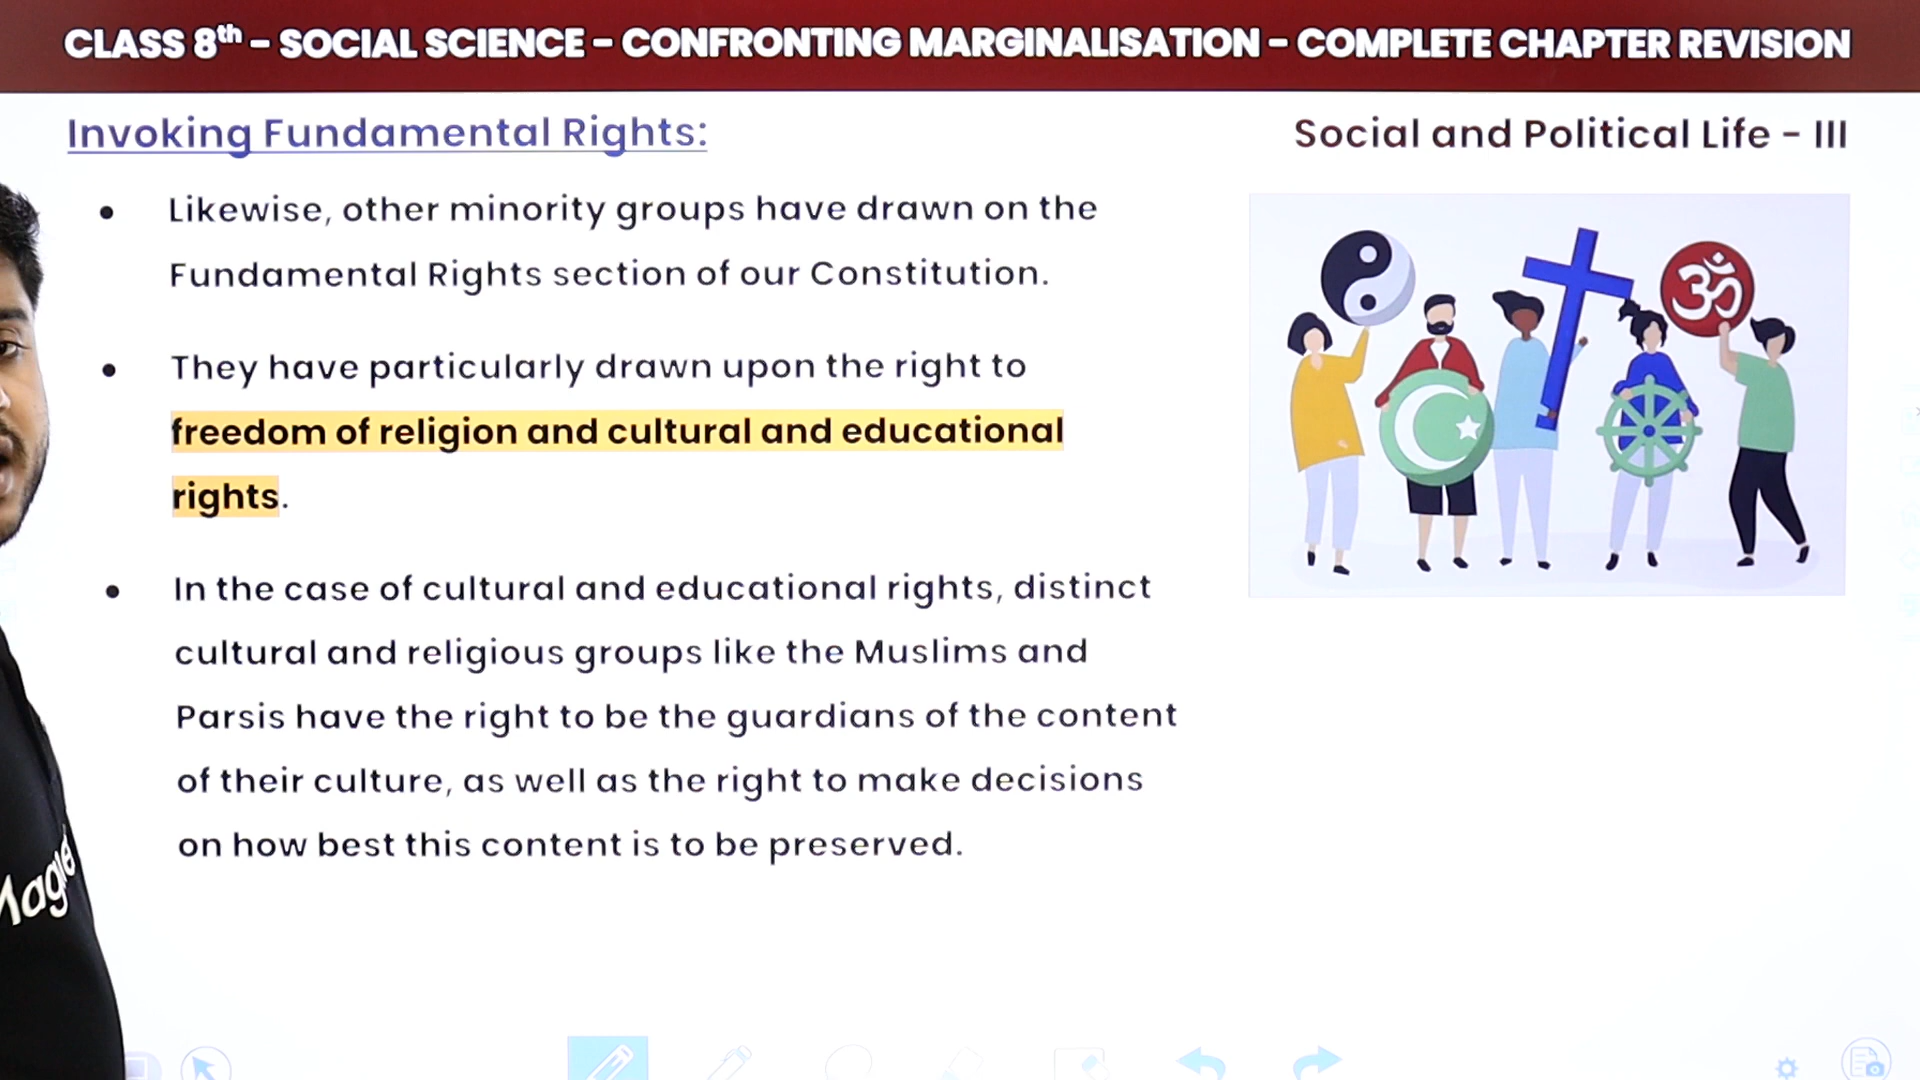 CLASS 8th – SOCIAL SCIENCE – CONFRONTING MARGINALISATION – COMPLETE CHAPTER REVISION
Invoking Fundamental Rights:
Social and Political Life – III
• Likewise, other minority groups have drawn on the
Fundamental Rights section of our Constitution.
• They have particularly drawn upon the right to
freedom of religion and cultural and educational
rights.
• In the case of cultural and educational rights, distinct
cultural and religious groups like the Muslims and
Parsis have the right to be the guardians of the content
of their culture, as well as the right to make decisions
on how best this content is to be preserved.
ॐ